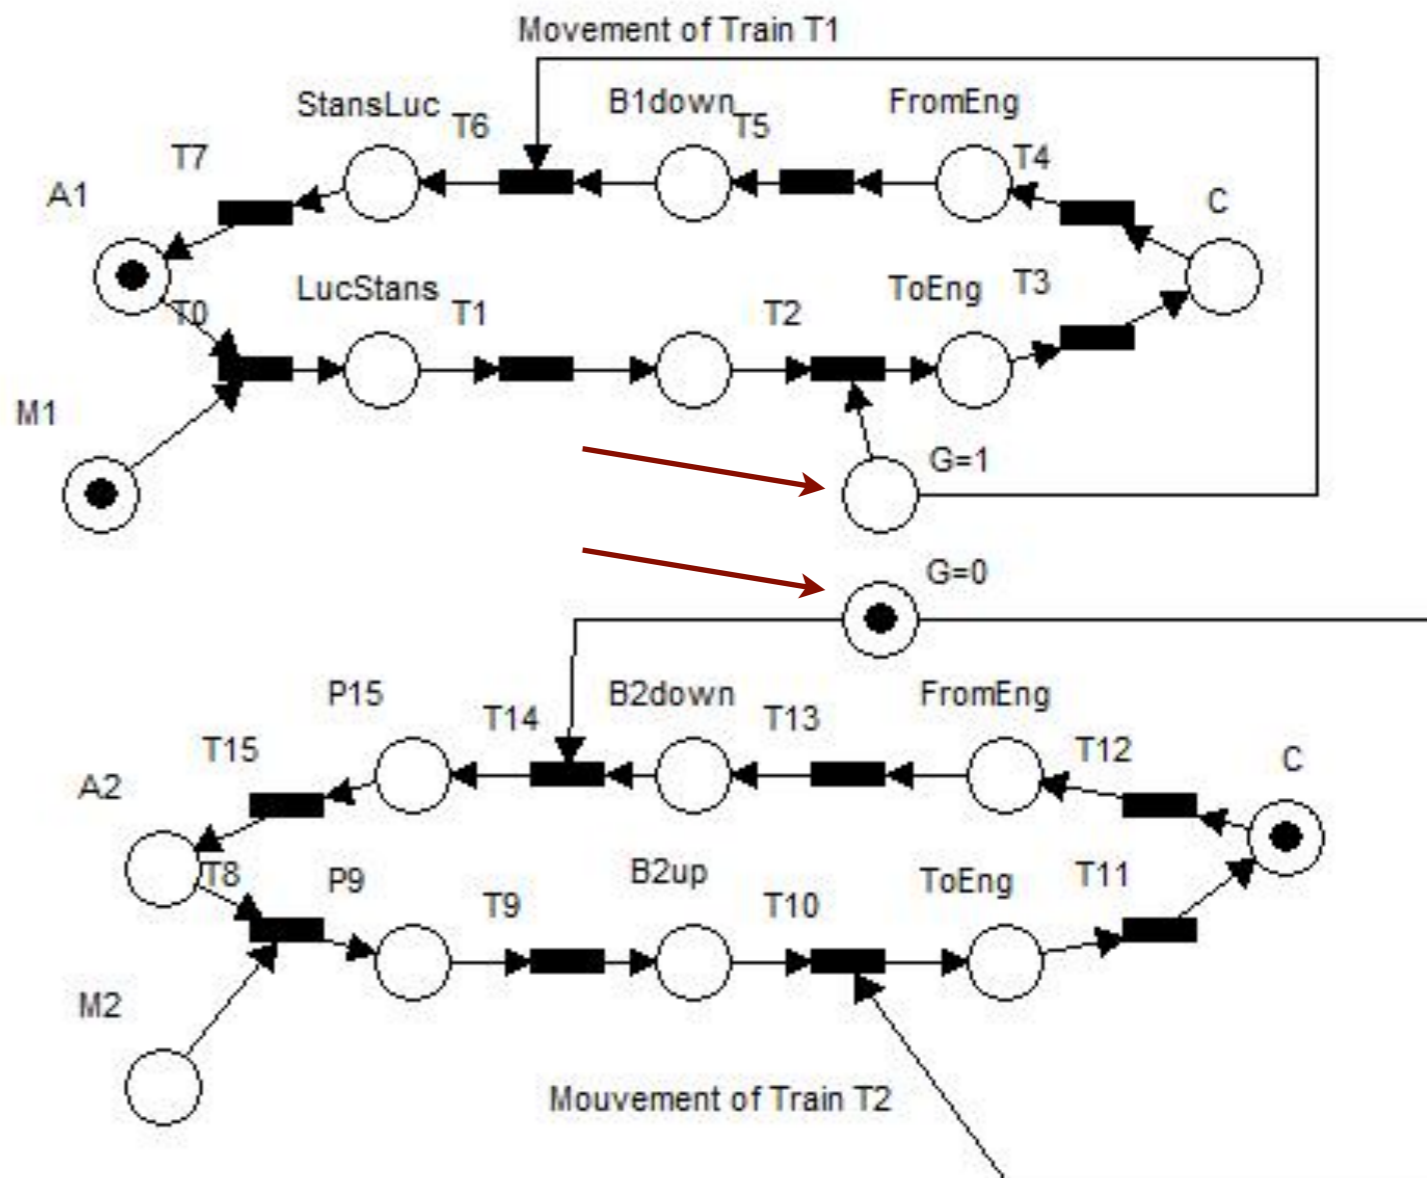 Movement of Train T1
StansLuc
T6
B1down
T5
FromEng
T7
T4
A1
C
LucStans
T1
T2
ToEng
T3
T0
M1
G=1
G=0
P15
T14
B2down
T13
FromEng
T15
T12
A2
C
T8
P9
T9
B2up
T10
ToEng
T11
M2
Mouvement of Train T2